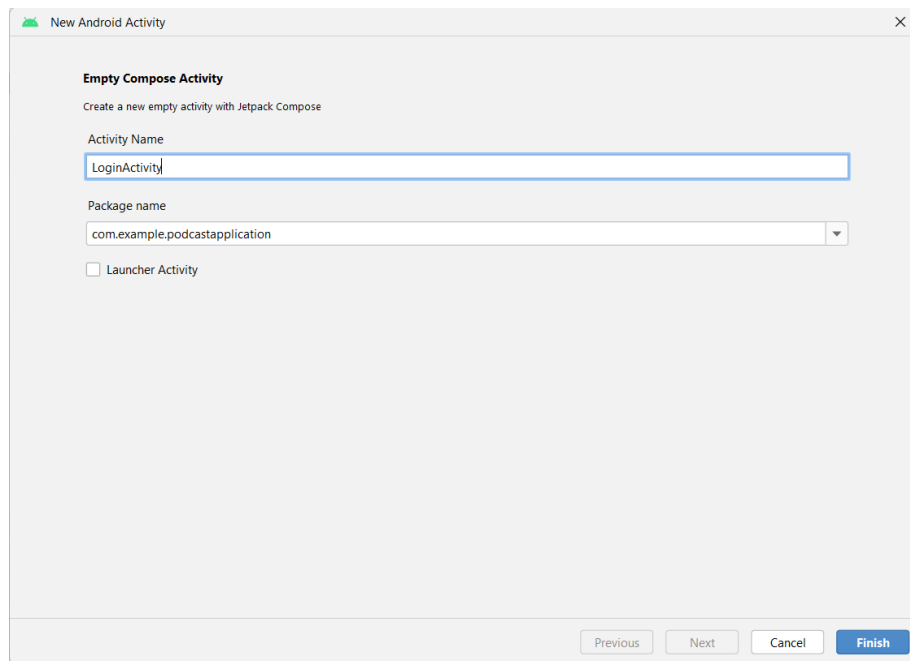 New Android Activity
Empty Compose Activity
Create a new empty activity with Jetpack Compose
Activity Name
LoginActivity
Package name
com.example.podcastapplication
Launcher Activity
Previous Next Cancel Finish